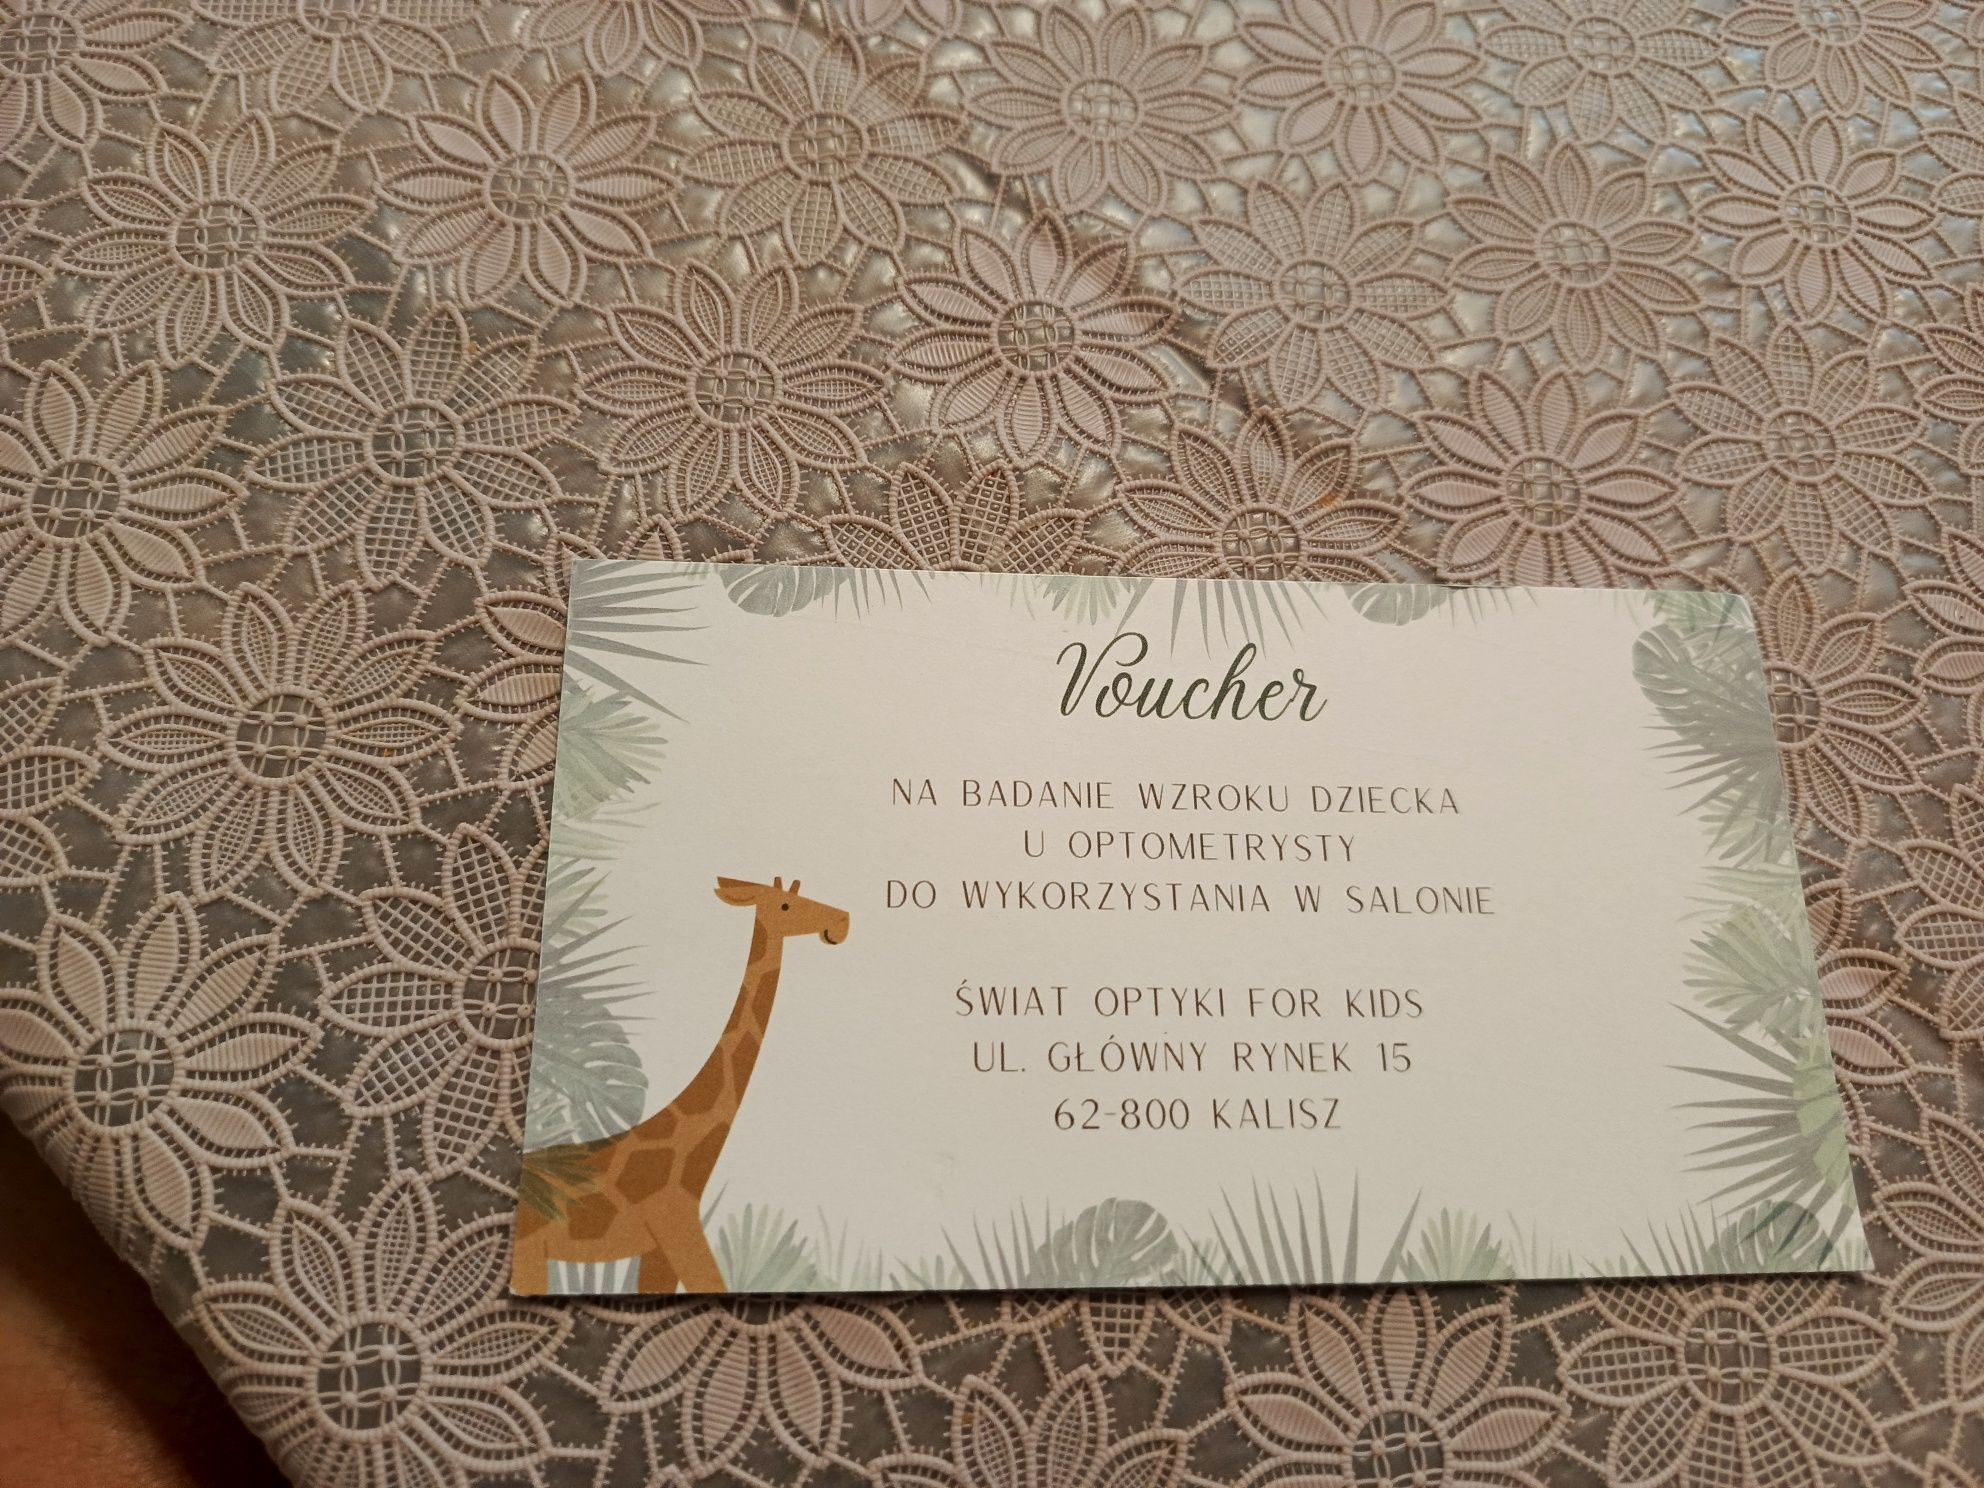 Voucher
NA BADANIE WZROKU DZIECKA
U OPTOMETRYSTY
DO WYKORZYSTANIA W SALONIE
ŚWIAT OPTYKI FOR KIDS
UL. GŁÓWNY RYNEK 15
62-800 KALISZ